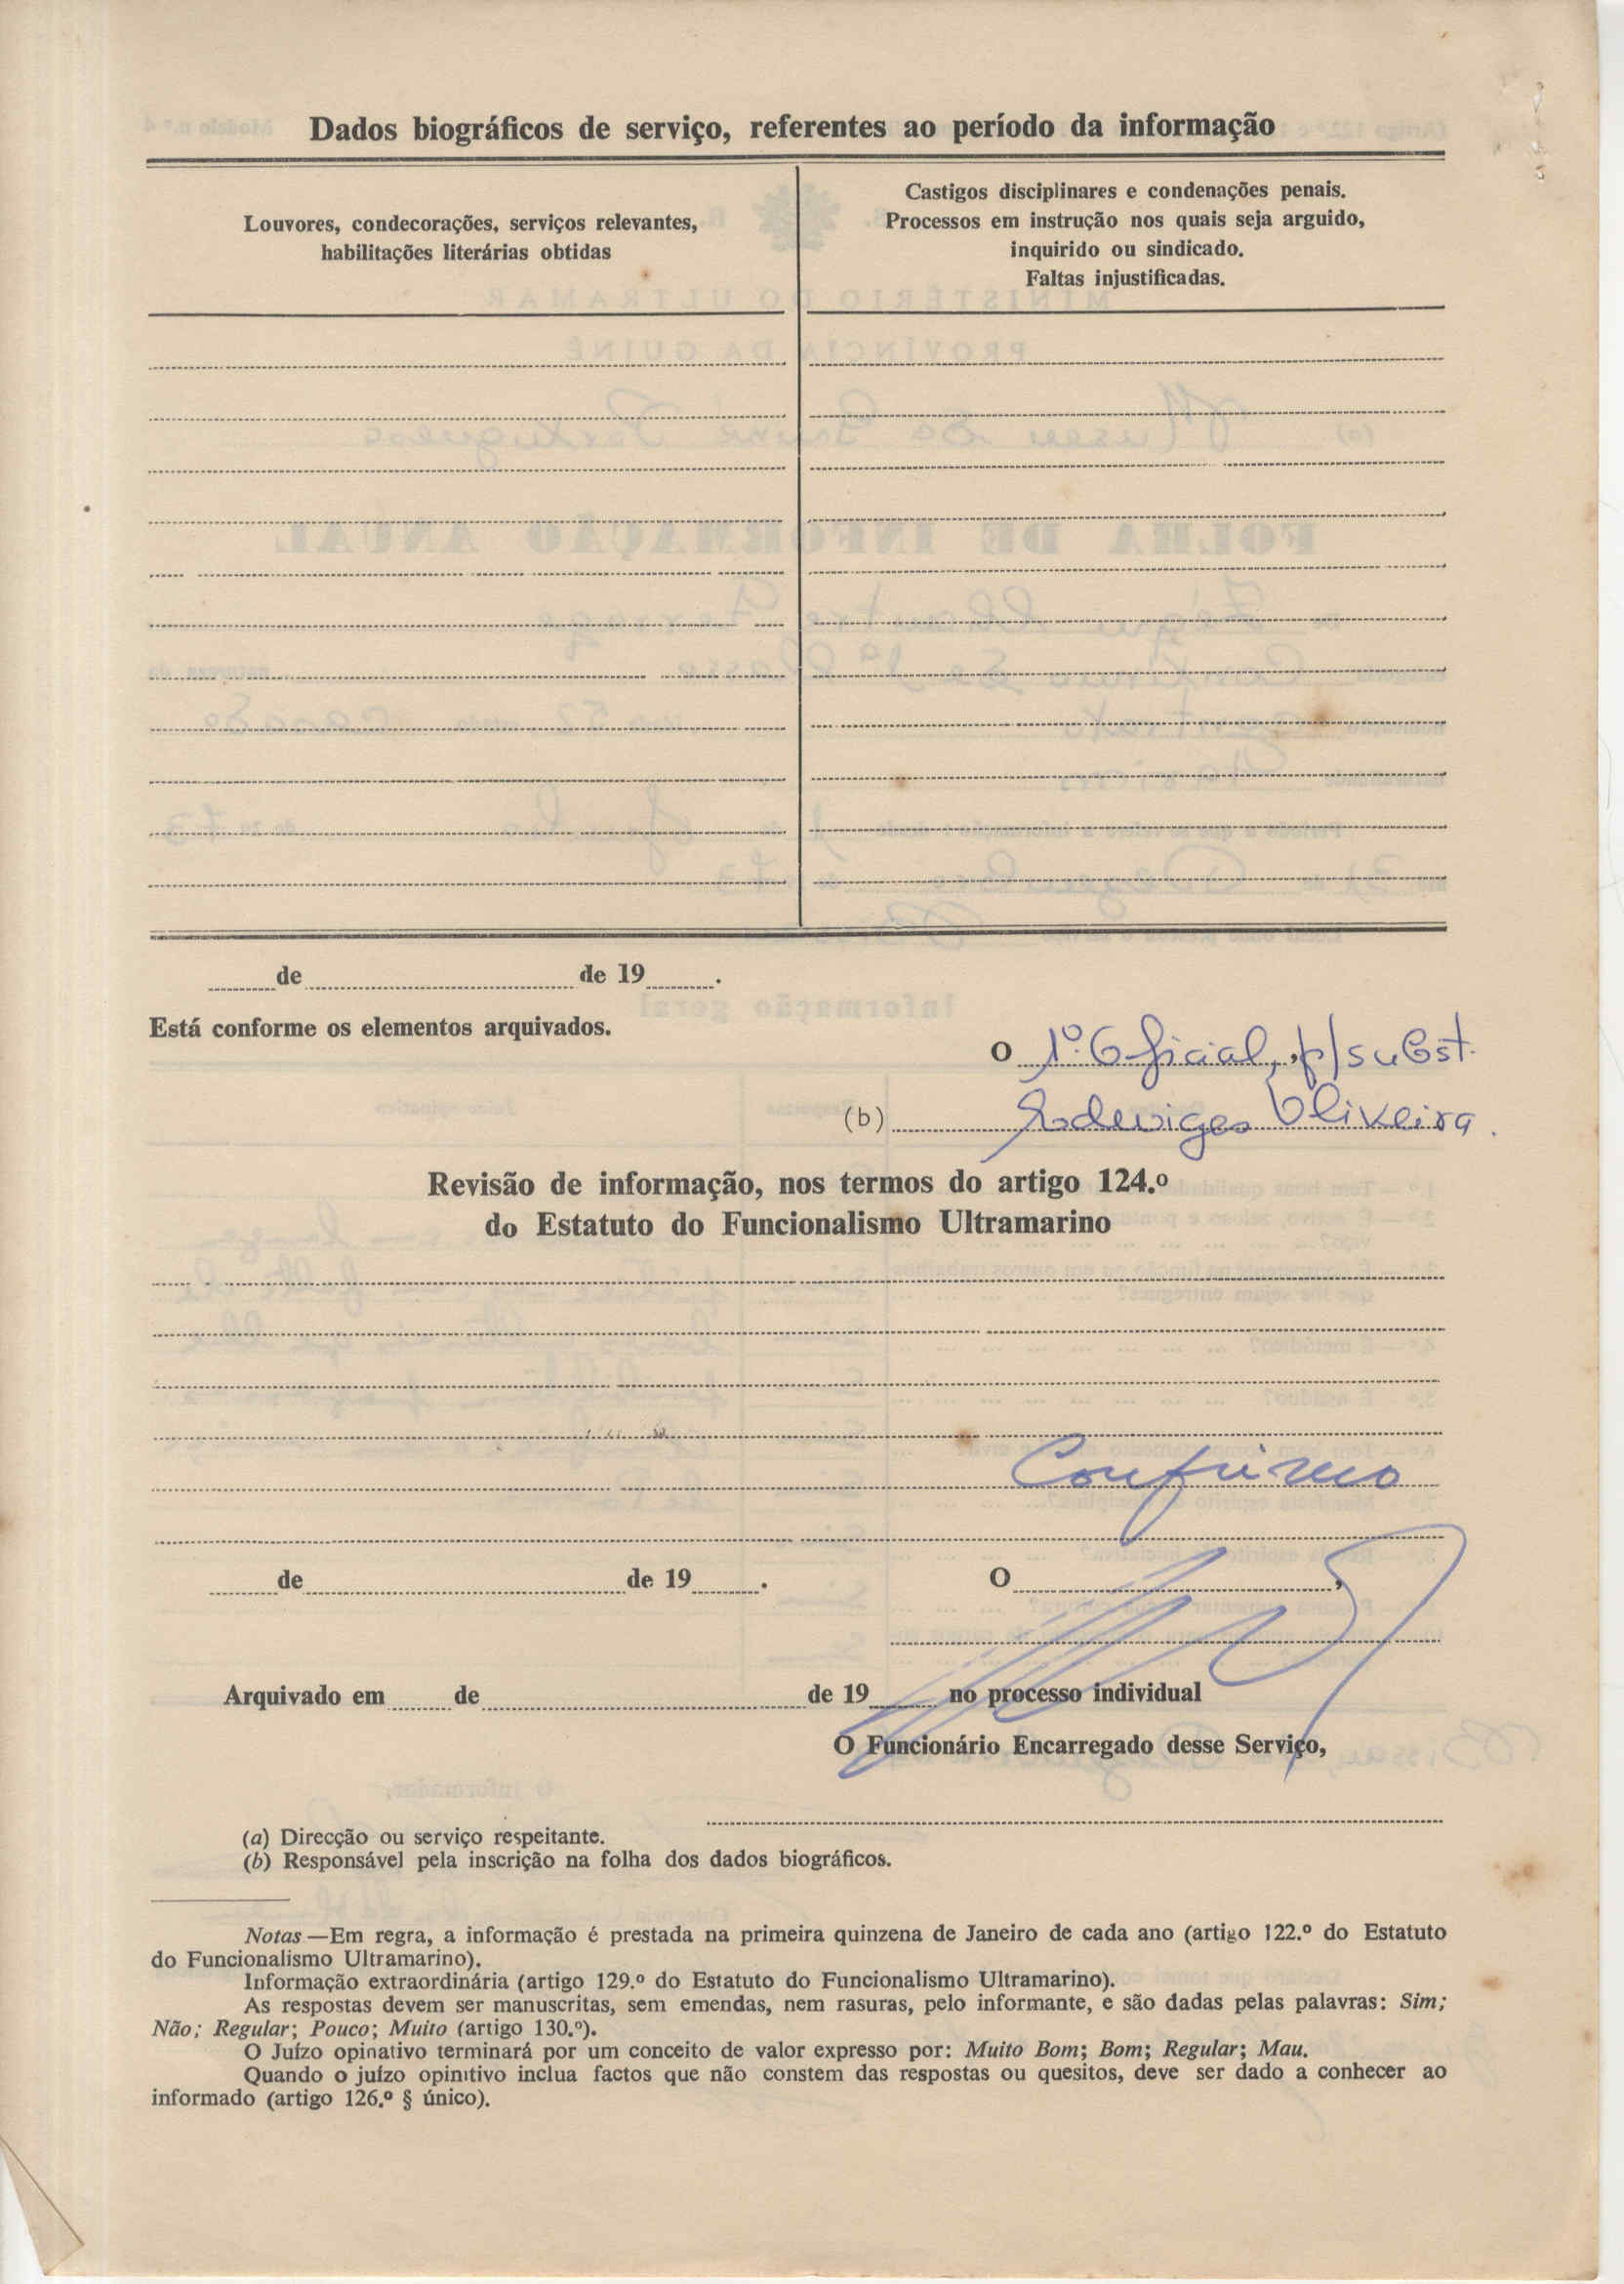 Dados biográficos de serviço, referentes ao período da informação
Louvores, condecorações, serviços relevantes,
habilitações literárias obtidas
Castigos disciplinares e condenações penais.
Processos em instrução nos quais seja arguido,
inquirido ou sindicado.
Faltas injustificadas.
de de 19 .
Está conforme os elementos arquivados.
O 1º. Oficial, p/subst.
(b) Edewiges Oliveira.
Revisão de informação, nos termos do artigo 124.º
do Estatuto do Funcionalismo Ultramarino
Confirmo
de de 19 . O ,
Arquivado em de de 19 no processo individual
O Funcionário Encarregado desse Serviço,
(a) Direcção ou serviço respeitante.
(b) Responsável pela inscrição na folha dos dados biográficos.
Notas—Em regra, a informação é prestada na primeira quinzena de Janeiro de cada ano (artigo 122.º do Estatuto
do Funcionalismo Ultramarino).
Informação extraordinária (artigo 129.º do Estatuto do Funcionalismo Ultramarino).
As respostas devem ser manuscritas, sem emendas, nem rasuras, pelo informante, e são dadas pelas palavras: Sim;
Não; Regular; Pouco; Muito (artigo 130.º).
O Juízo opinativo terminará por um conceito de valor expresso por: Muito Bom; Bom; Regular; Mau.
Quando o juízo opinitivo inclua factos que não constem das respostas ou quesitos, deve ser dado a conhecer ao
informado (artigo 126.º § único).